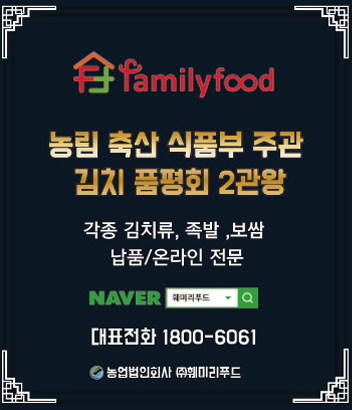 familyfood
농림 축산 식품부 주관
김치 품평회 2관왕
각종 김치류, 족발 ,보쌈
납품/온라인 전문
NAVER 훼미리푸드
대표전화 1800-6061
농업법인회사 ㈜훼미리푸드